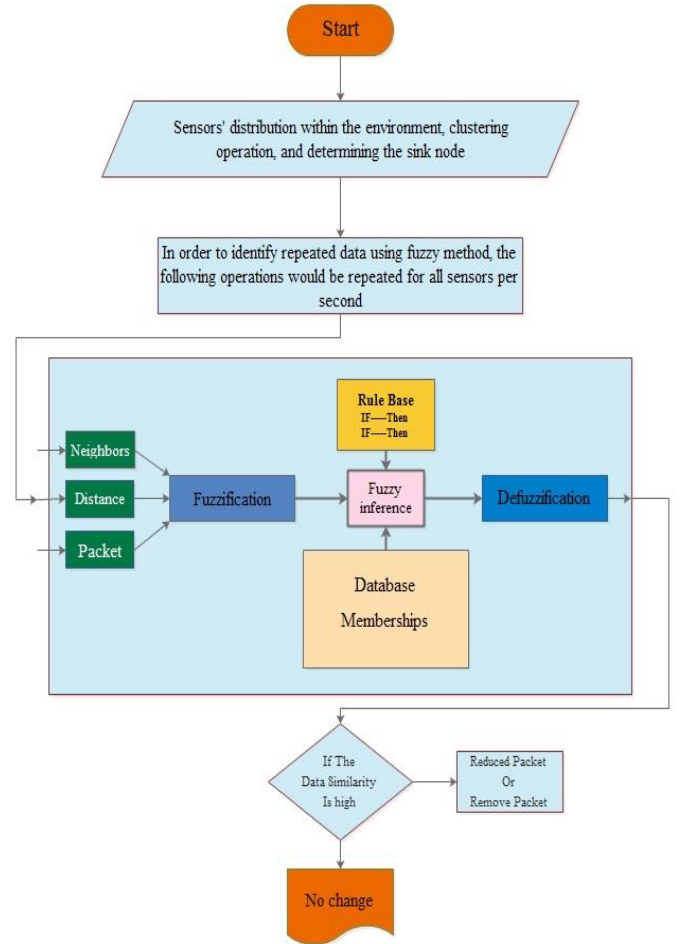 Start
Sensors' distribution within the environment, clustering
operation, and determining the sink node
In order to identify repeated data using fuzzy method, the
following operations would be repeated for all sensors per
second
Rule Base
IF-----Then
IF-----Then
Neighbors
Distance
Packet
Fuzzification
Fuzzy
inference
Defuzzification
Database
Memberships
If The
Data Similarity
Is high
Reduced Packet
Or
Remove Packet
No change